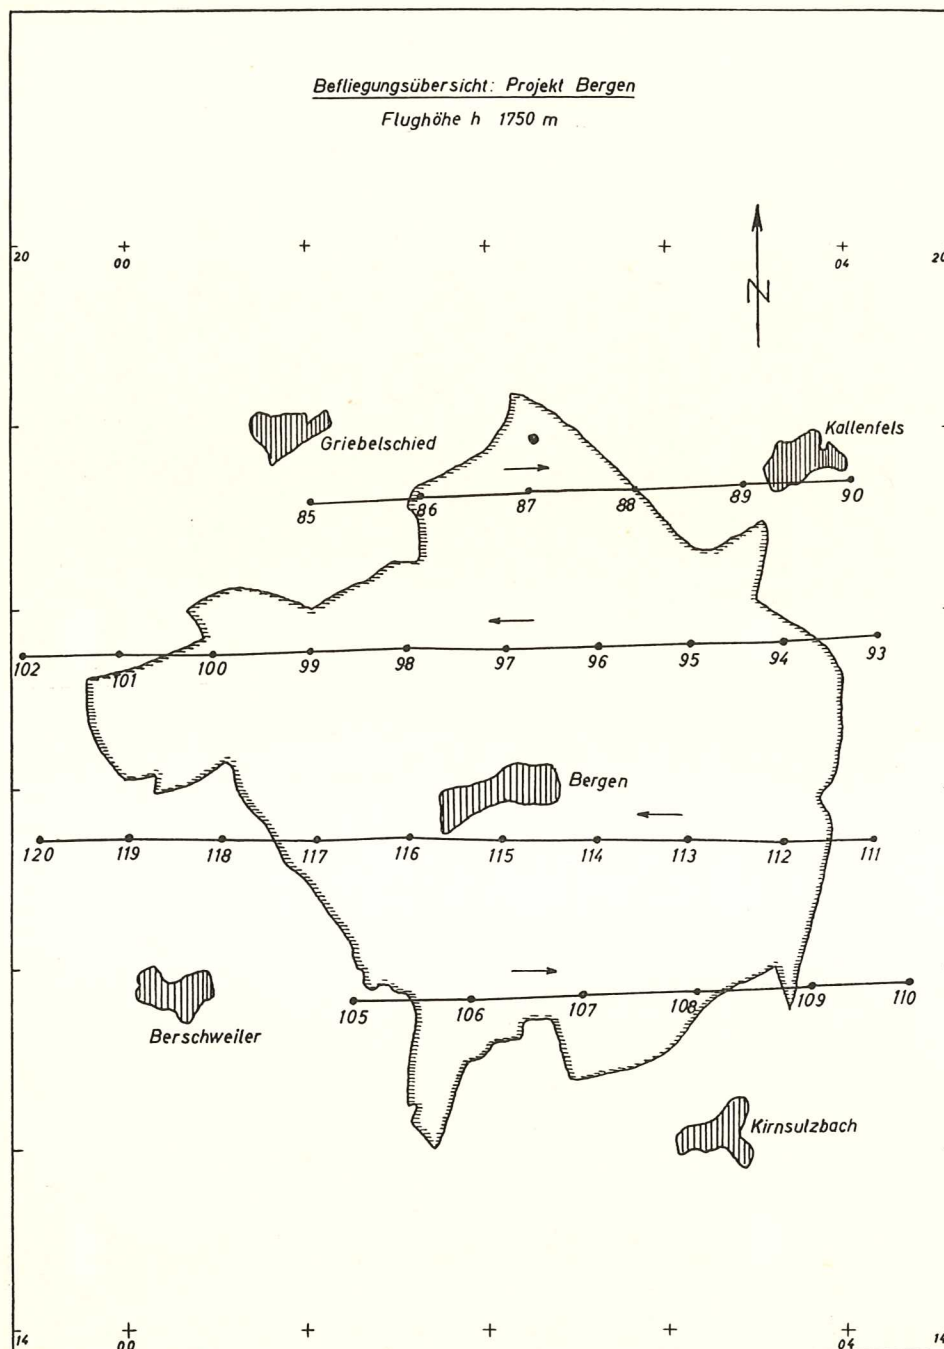 Befliegungsübersicht: Projekt Bergen
Flughöhe h 1750 m
20 00 04 20
N
Griebelschied
Kallenfels
85 86 87 88 89 90
102 101 100 99 98 97 96 95 94 93
Bergen
120 119 118 117 116 115 114 113 112 111
105 106 107 108 109 110
Berschweiler
Kirnsulzbach
14 00 04 14